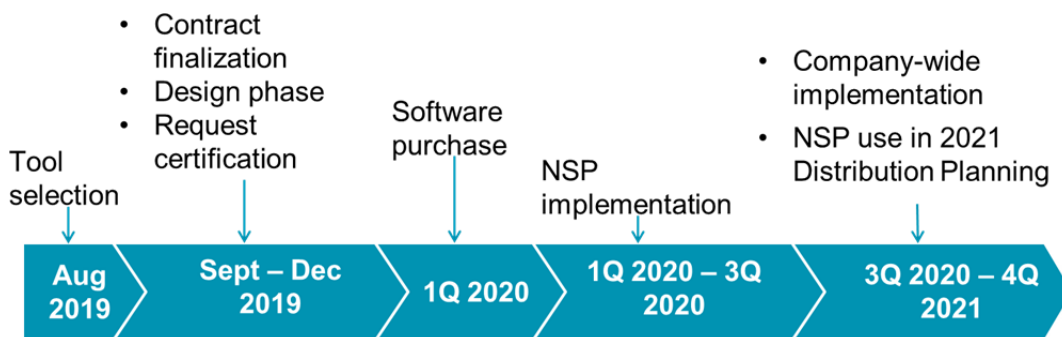 Tool
selection
• Contract
finalization
• Design phase
• Request
certification
Software
purchase
NSP
implementation
• Company-wide
implementation
• NSP use in 2021
Distribution Planning
Aug
2019
Sept – Dec
2019
1Q 2020
1Q 2020 – 3Q
2020
3Q 2020 – 4Q
2021